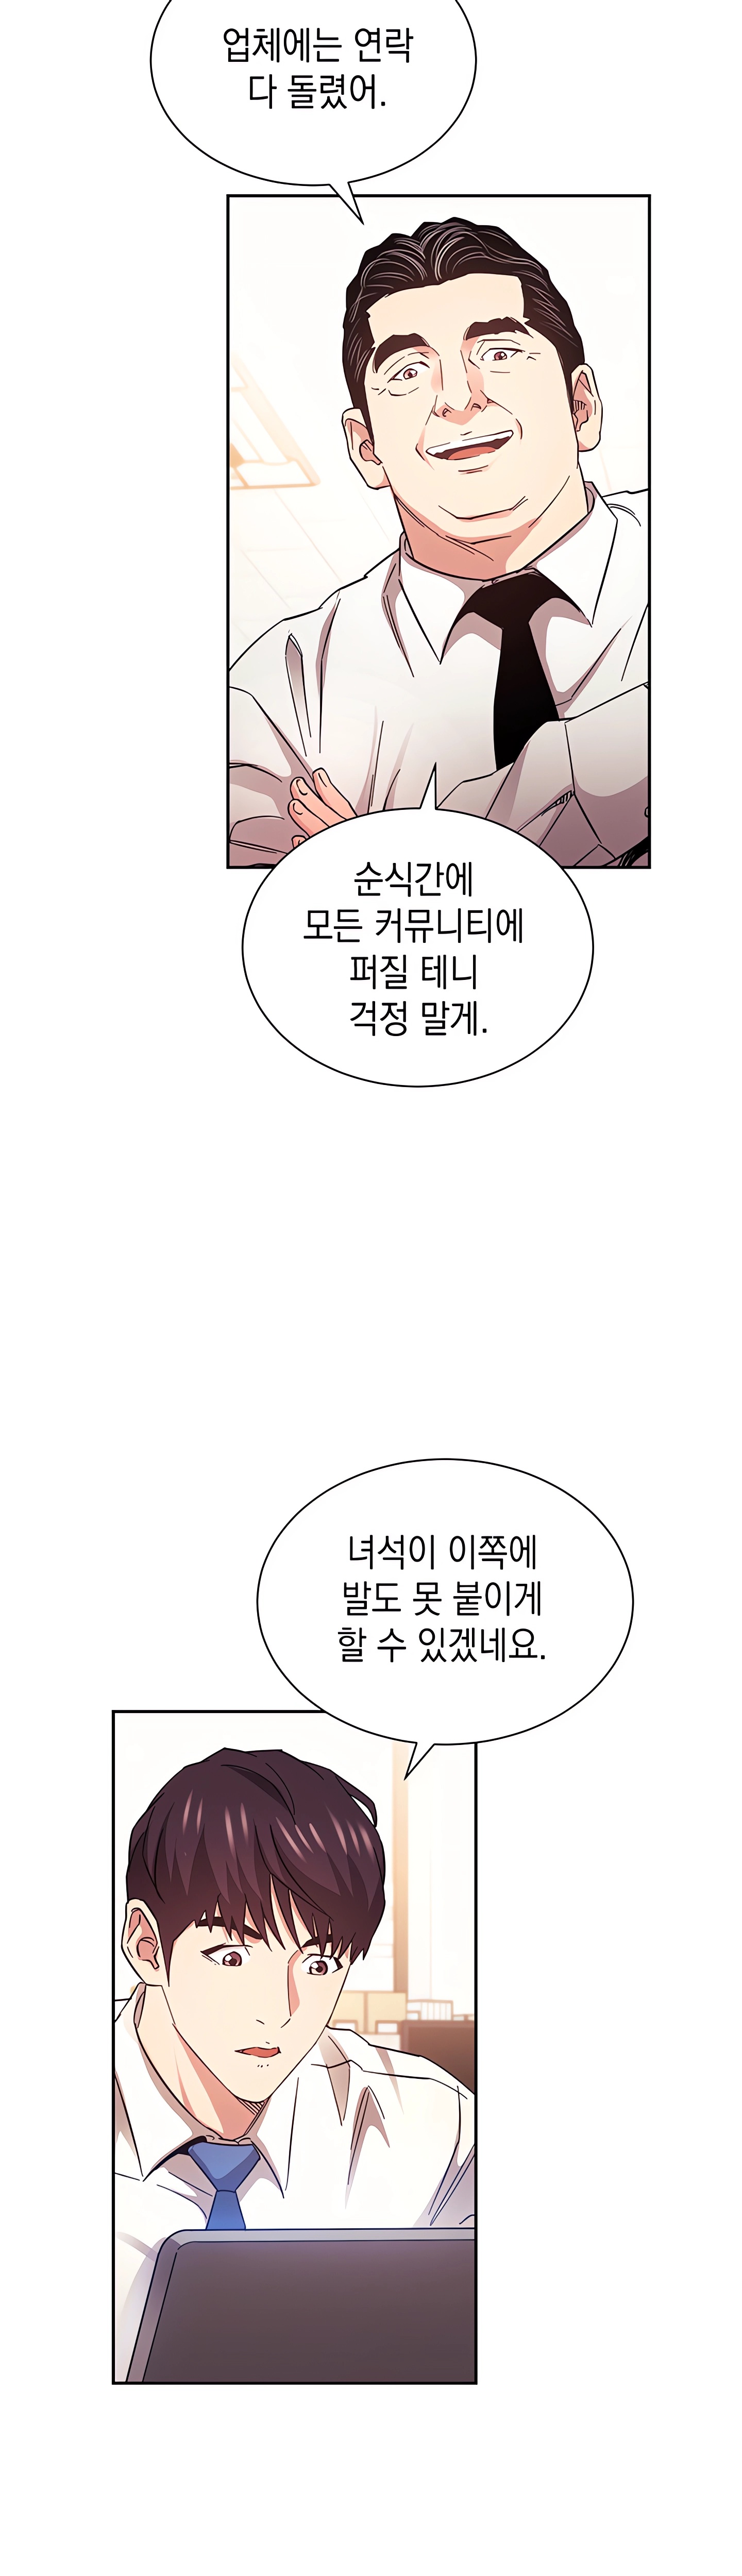 업체에는 연락
다 돌렸어.
순식간에
모든 커뮤니티에
퍼질 테니
걱정 말게.
녀석이 이쪽에
발도 못 붙이게
할 수 있겠네요.